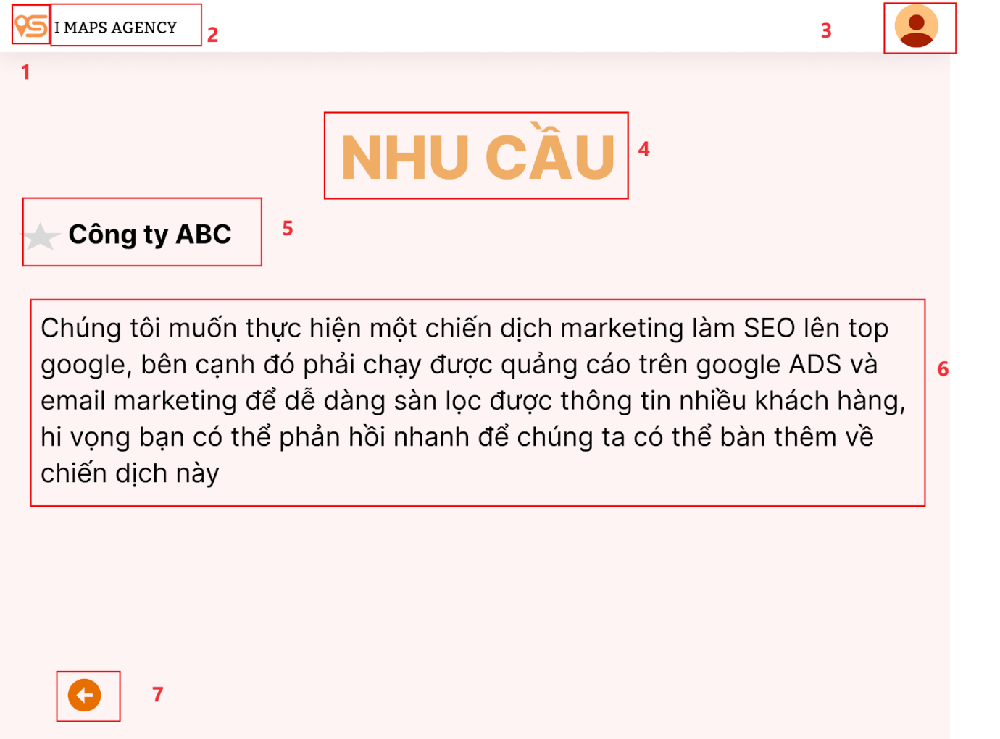 I MAPS AGENCY
2
3
1
NHU CẦU
4
Công ty ABC
5
Chúng tôi muốn thực hiện một chiến dịch marketing làm SEO lên top
google, bên cạnh đó phải chạy được quảng cáo trên google ADS và
email marketing để dễ dàng sàn lọc được thông tin nhiều khách hàng,
hi vọng bạn có thể phản hồi nhanh để chúng ta có thể bàn thêm về
chiến dịch này
6
7